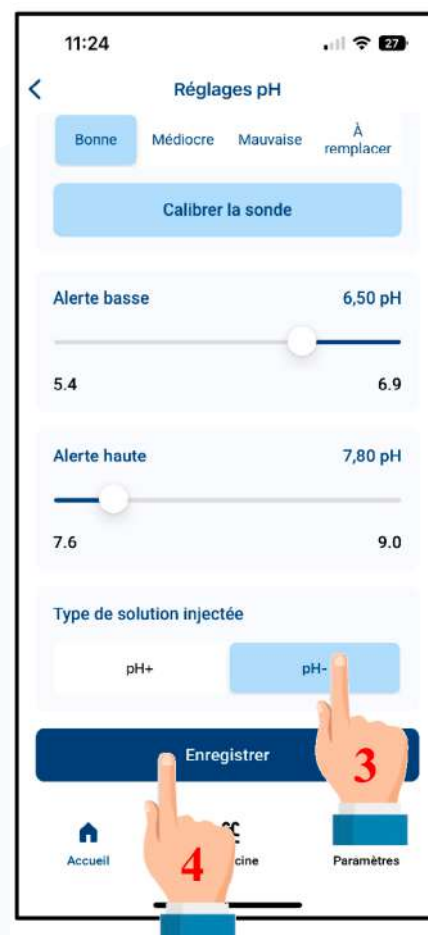 11:24
27
Réglages pH
Bonne Médiocre Mauvaise À remplacer
Calibrer la sonde
Alerte basse 6,50 pH
5.4 6.9
Alerte haute 7,80 pH
7.6 9.0
Type de solution injectée
pH+ pH-
Enregistrer
3
4
Accueil cine Paramètres